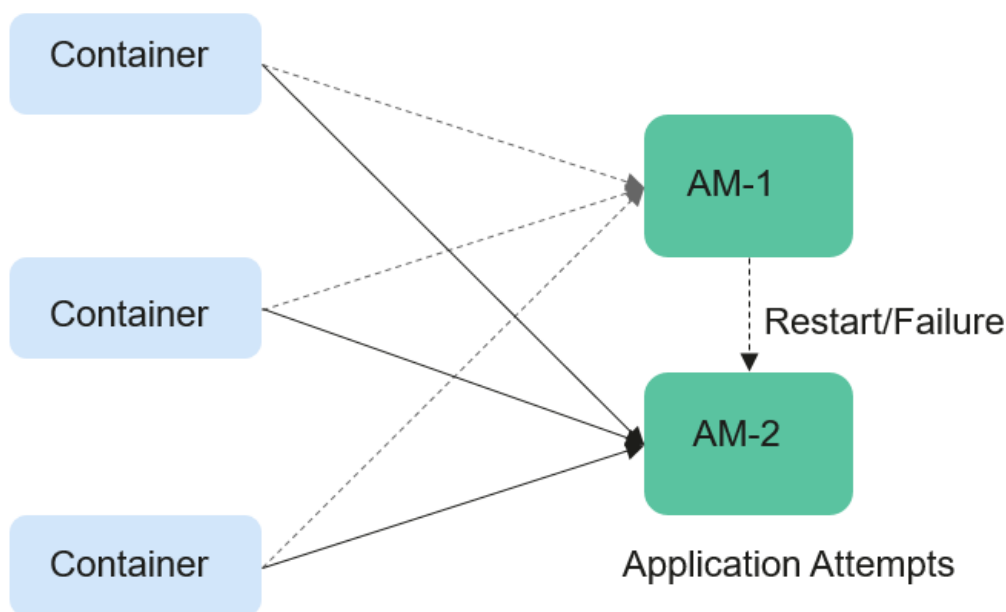 Container
AM-1
Container
Restart/Failure
AM-2
Container
Application Attempts